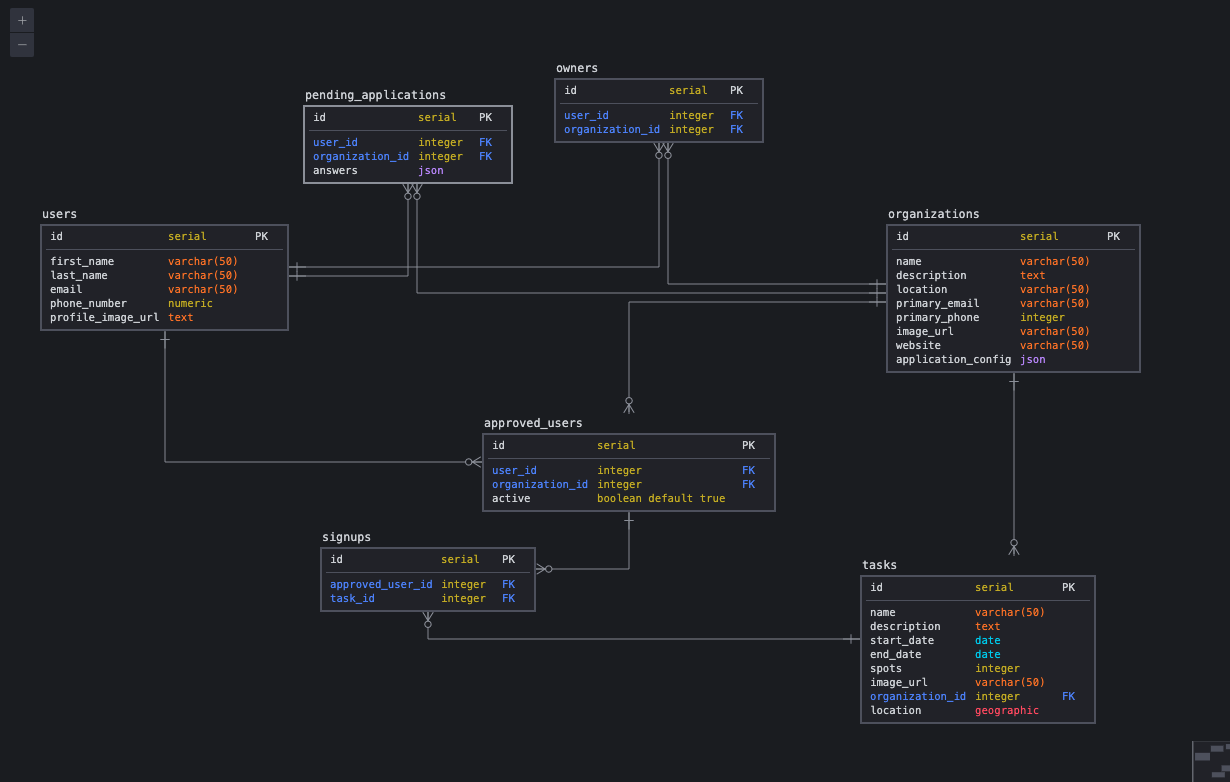 +
−
owners
id serial PK
user_id integer FK
organization_id integer FK
pending_applications
id serial PK
user_id integer FK
organization_id integer FK
answers json
users
id serial PK
first_name varchar(50)
last_name varchar(50)
email varchar(50)
phone_number numeric
profile_image_url text
organizations
id serial PK
name varchar(50)
description text
location varchar(50)
primary_email varchar(50)
primary_phone integer
image_url varchar(50)
website varchar(50)
application_config json
approved_users
id serial PK
user_id integer FK
organization_id integer FK
active boolean default true
signups
id serial PK
approved_user_id integer FK
task_id integer FK
tasks
id serial PK
name varchar(50)
description text
start_date date
end_date date
spots integer
image_url varchar(50)
organization_id integer FK
location geographic